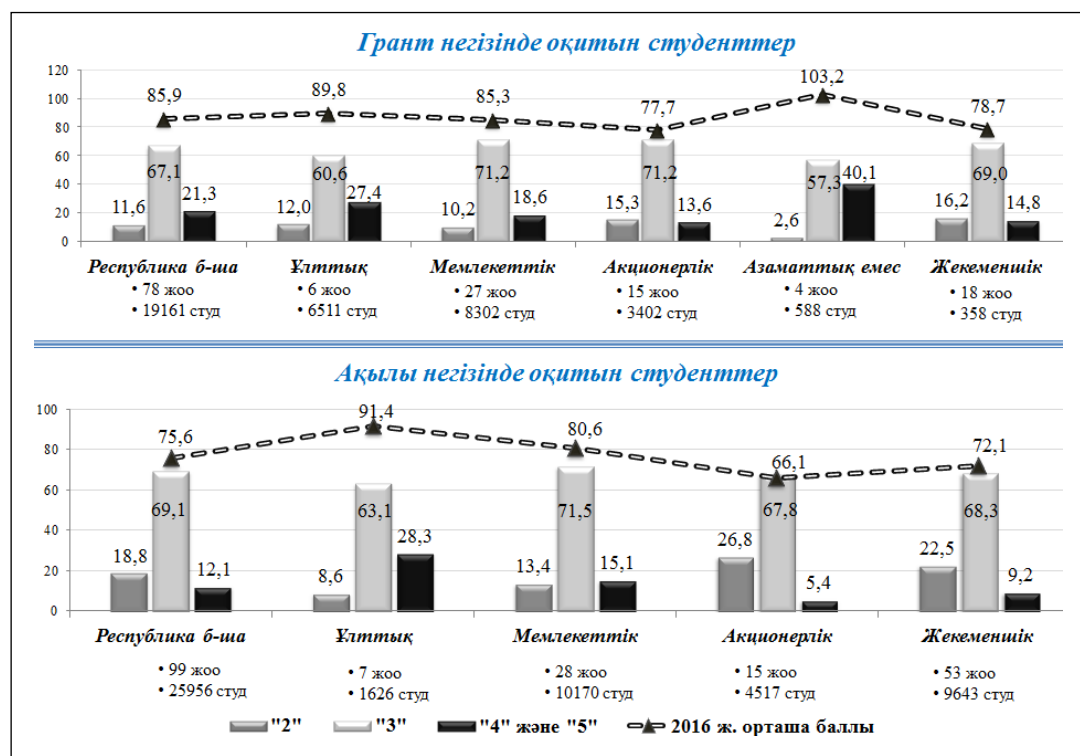 Грант негізінде оқитын студенттер
120
100
80
60
40
20
0
85,9
89,8
85,3
77,7
103,2
78,7
11,6
67,1
21,3
12,0
60,6
27,4
10,2
71,2
18,6
15,3
71,2
13,6
2,6
57,3
40,1
16,2
69,0
14,8
Республика б-ша
• 78 жоо
• 19161 студ
Ұлттық
• 6 жоо
• 6511 студ
Мемлекеттік
• 27 жоо
• 8302 студ
Акционерлік
• 15 жоо
• 3402 студ
Азаматтық емес
• 4 жоо
• 588 студ
Жекеменшік
• 18 жоо
• 358 студ
Ақылы негізінде оқитын студенттер
100
80
60
40
20
0
75,6
91,4
80,6
66,1
72,1
18,8
69,1
12,1
8,6
63,1
28,3
13,4
71,5
15,1
26,8
67,8
5,4
22,5
68,3
9,2
Республика б-ша
• 99 жоо
• 25956 студ
Ұлттық
• 7 жоо
• 1626 студ
Мемлекеттік
• 28 жоо
• 10170 студ
Акционерлік
• 15 жоо
• 4517 студ
Жекеменшік
• 53 жоо
• 9643 студ
"2"
"3"
"4" және "5"
2016 ж. орташа баллы